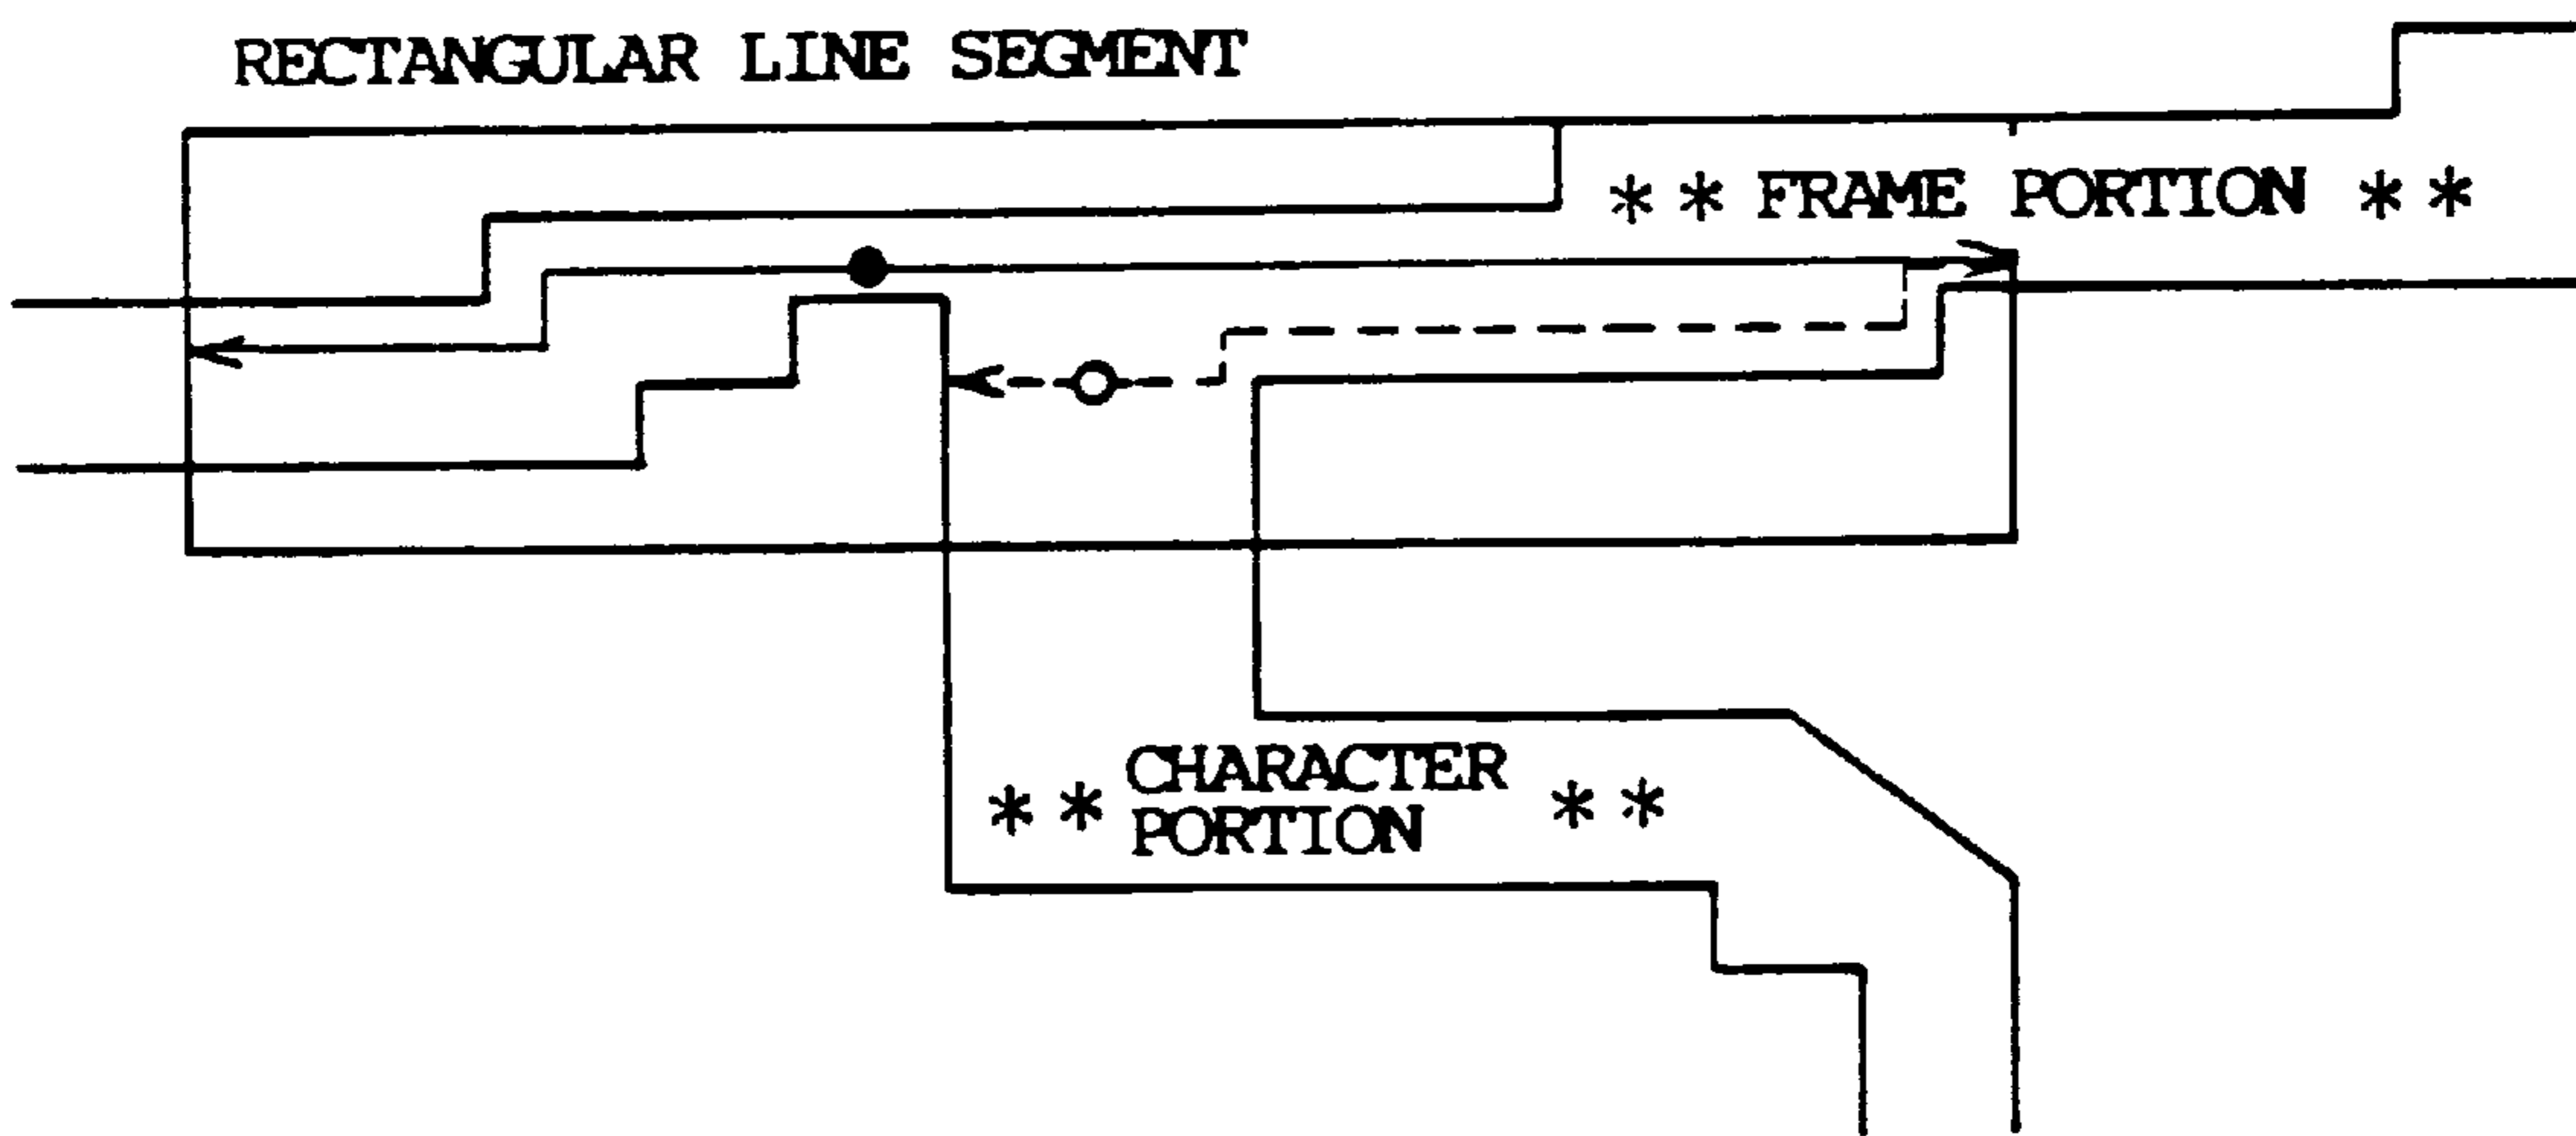 RECTANGULAR LINE SEGMENT
** FRAME PORTION **
** CHARACTER
PORTION **